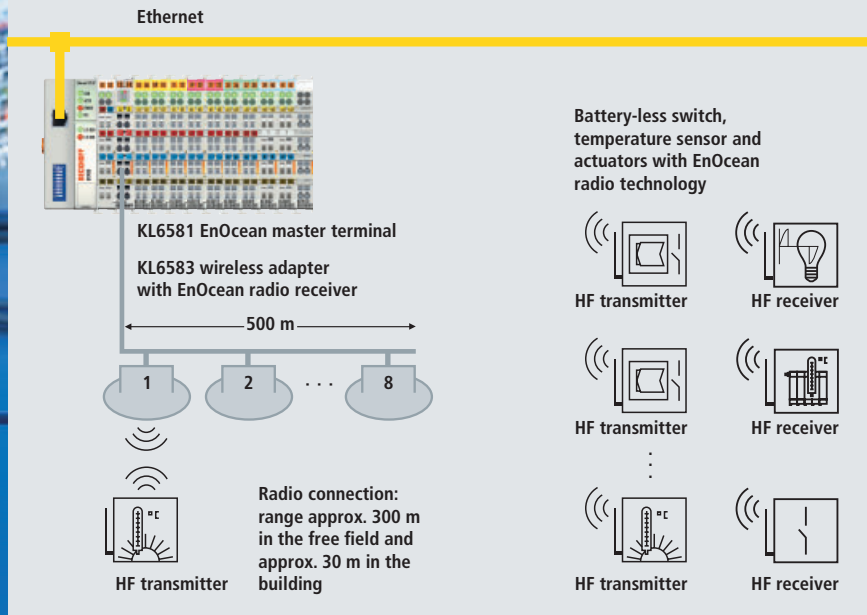 Ethernet
BECKHOFF
KL6581 EnOcean master terminal
KL6583 wireless adapter
with EnOcean radio receiver
500 m
1
2
. . .
8
HF transmitter
Radio connection:
range approx. 300 m
in the free field and
approx. 30 m in the
building
Battery-less switch,
temperature sensor and
actuators with EnOcean
radio technology
HF transmitter
HF receiver
HF transmitter
HF receiver
HF transmitter
HF receiver